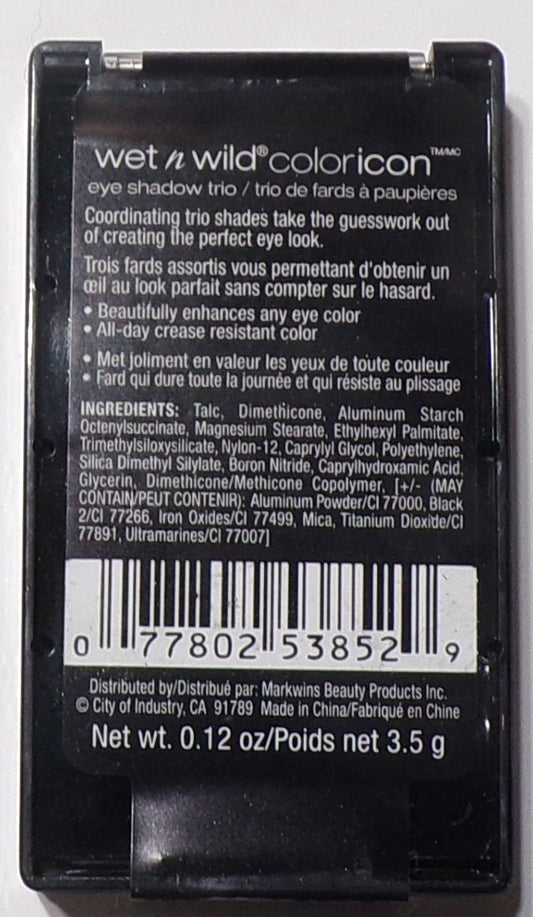 wet n wild® coloricon™/MC
eye shadow trio / trio de fards à paupières
Coordinating trio shades take the guesswork out
of creating the perfect eye look.
Trois fards assortis vous permettant d'obtenir un
œil au look parfait sans compter sur le hasard.
• Beautifully enhances any eye color
• All-day crease resistant color
• Met joliment en valeur les yeux de toute couleur
• Fard qui dure toute la journée et qui résiste au plissage
INGREDIENTS: Talc, Dimethicone, Aluminum Starch
Octenylsuccinate, Magnesium Stearate, Ethylhexyl Palmitate,
Trimethylsiloxysilicate, Nylon-12, Caprylyl Glycol, Polyethylene,
Silica Dimethyl Silylate, Boron Nitride, Caprylhydroxamic Acid,
Glycerin, Dimethicone/Methicone Copolymer, [+/- (MAY
CONTAIN/PEUT CONTENIR): Aluminum Powder/CI 77000, Black
2/CI 77266, Iron Oxides/CI 77499, Mica, Titanium Dioxide/CI
77891, Ultramarines/CI 77007]
0 77802 53852 9
Distributed by/Distribué par: Markwins Beauty Products Inc.
© City of Industry, CA 91789 Made in China/Fabriqué en Chine
Net wt. 0.12 oz/Poids net 3.5 g